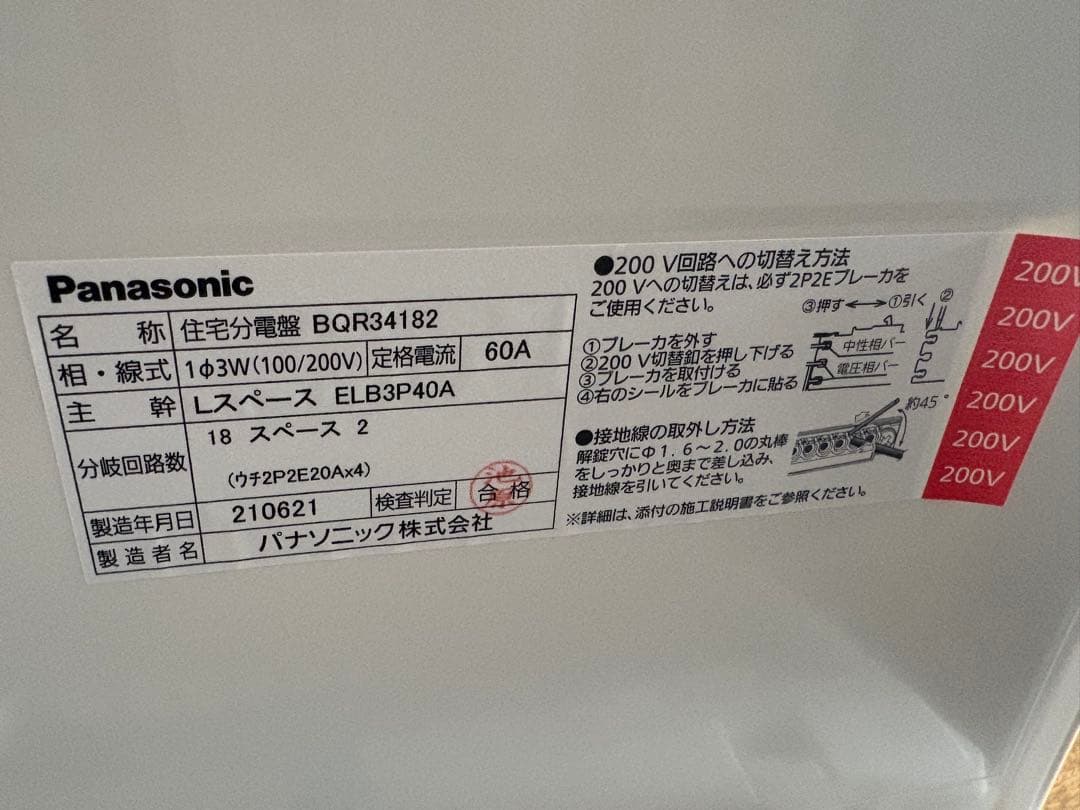 Panasonic
名 称 住宅分電盤 BQR34182
相・線式 1φ3W(100/200V) 定格電流 60A
主 幹 Lスペース ELB3P40A
分岐回路数 18 スペース 2
(ウチ2P2E20Ax4)
製造年月日 210621 検査判定 合格
製造者名 パナソニック株式会社
●200 V回路への切替え方法
200 Vへの切替えは、必ず2P2Eブレーカを
ご使用ください。
③押す ①引く ②
①ブレーカを外す
②200 V切替釦を押し下げる
③ブレーカを取付ける
④右のシールをブレーカに貼る
中性相バー
電圧相バー
●接地線の取外し方法
解錠穴にφ1.6～2.0の丸棒
をしっかりと奥まで差し込み、
接地線を引いてください。
約45°
※詳細は、添付の施工説明書をご参照ください。
200V
200V
200V
200V
200V
200V